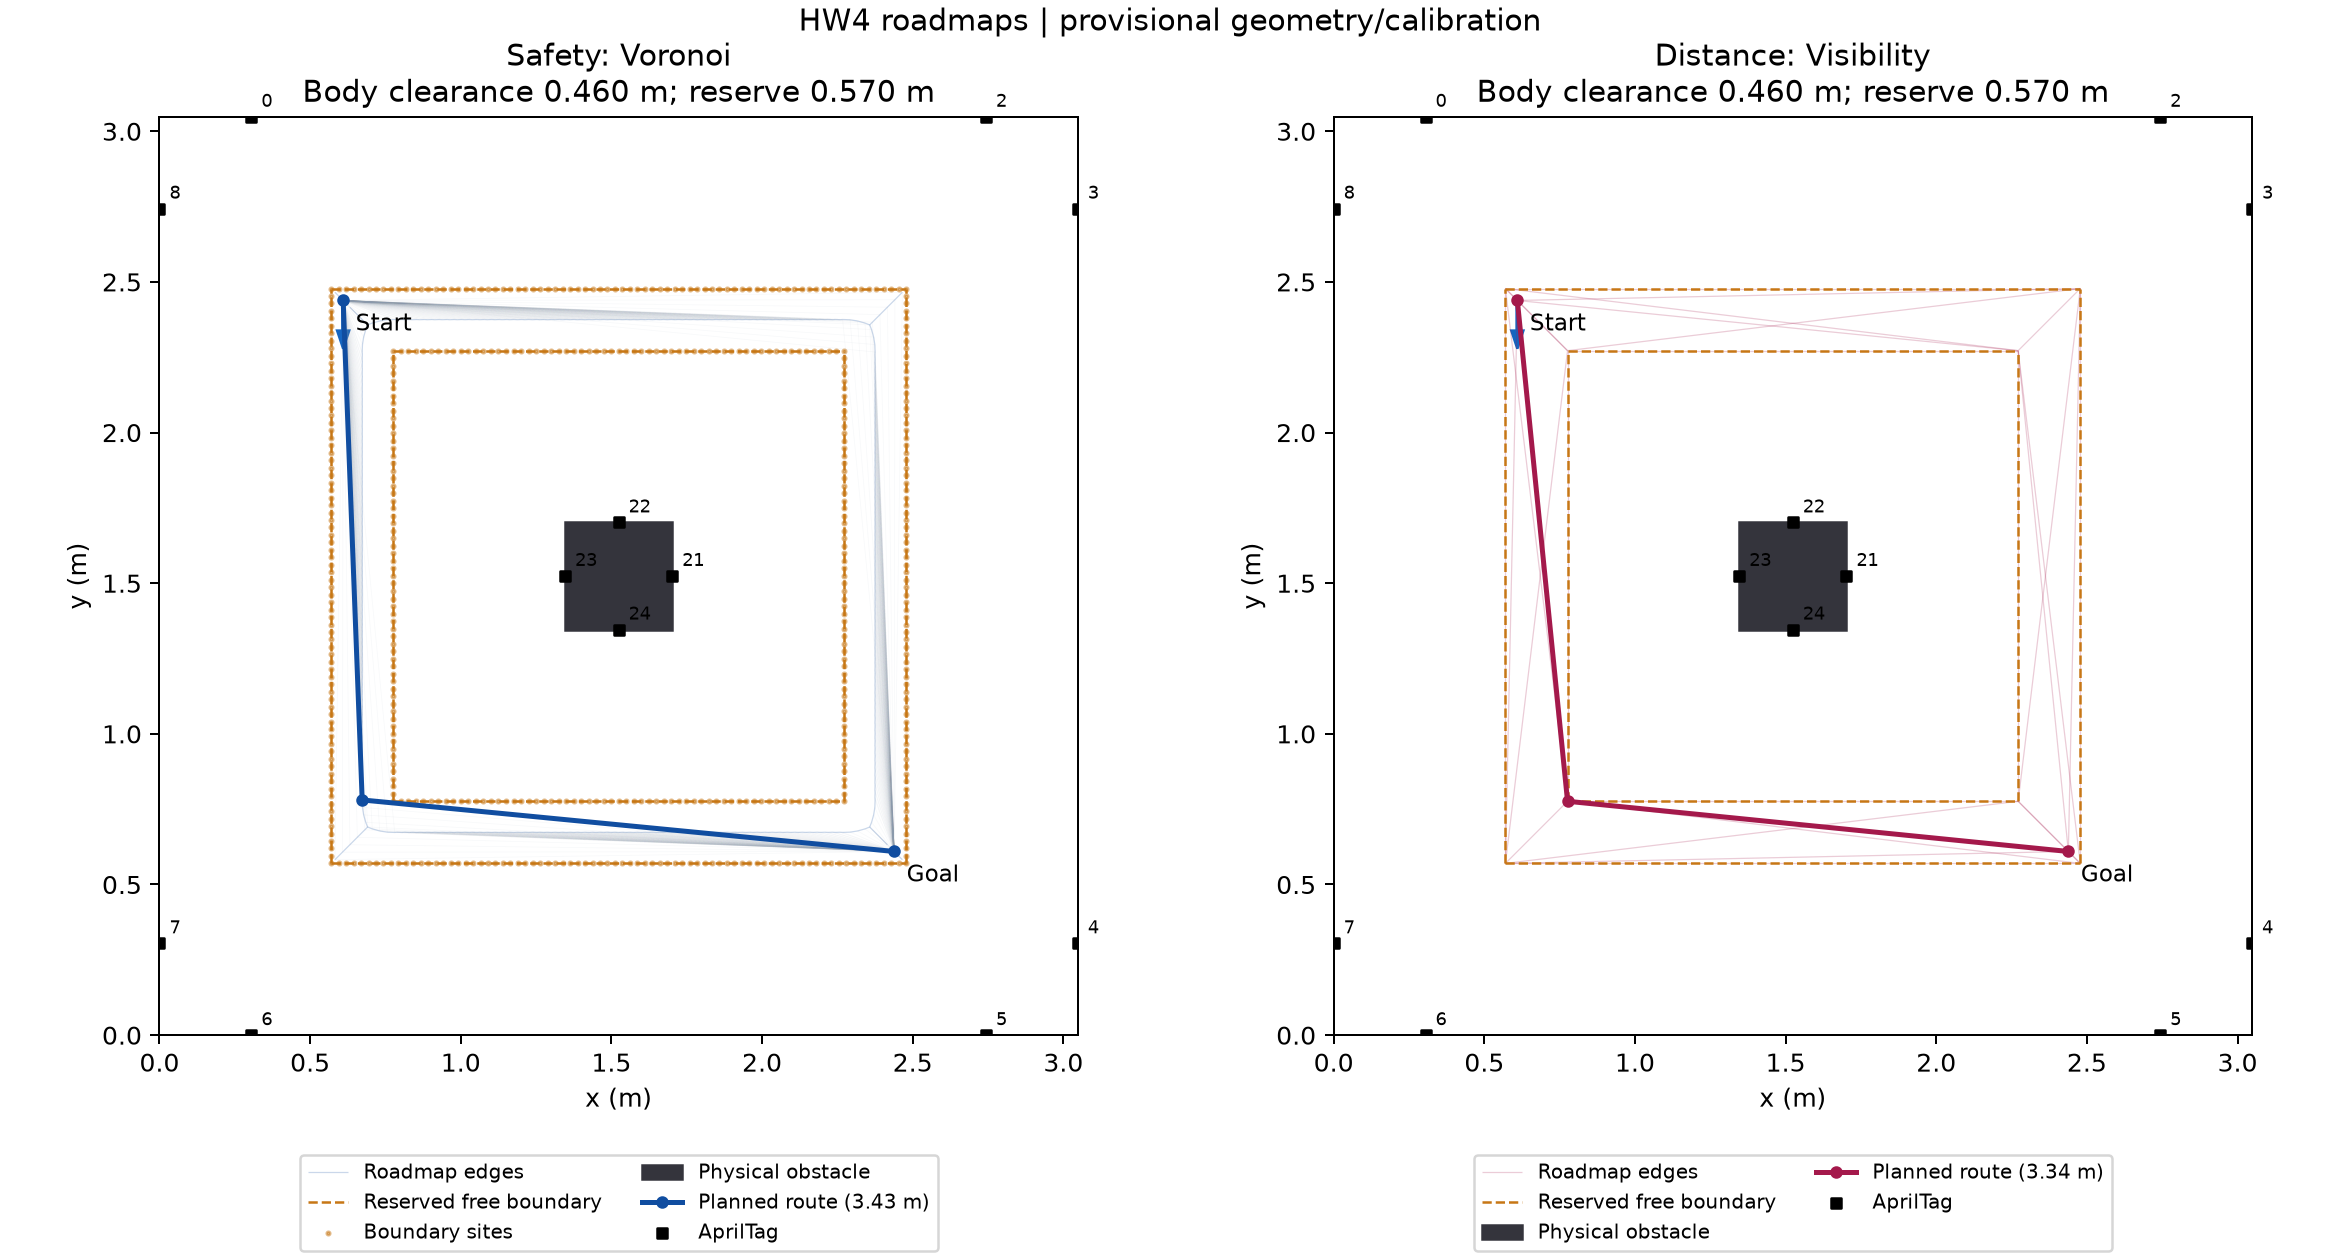 HW4 roadmaps | provisional geometry/calibration
Safety: Voronoi
Body clearance 0.460 m; reserve 0.570 m
0
2
8
3
3.0
2.5
2.0
1.5
1.0
0.5
0.0
y (m)
Start
22
23
21
24
Goal
7
4
6
5
0.0 0.5 1.0 1.5 2.0 2.5 3.0
x (m)
Roadmap edges
Reserved free boundary
Boundary sites
Physical obstacle
Planned route (3.43 m)
AprilTag
Distance: Visibility
Body clearance 0.460 m; reserve 0.570 m
0
2
8
3
3.0
2.5
2.0
1.5
1.0
0.5
0.0
y (m)
Start
22
23
21
24
Goal
7
4
6
5
0.0 0.5 1.0 1.5 2.0 2.5 3.0
x (m)
Roadmap edges
Reserved free boundary
Physical obstacle
Planned route (3.34 m)
AprilTag